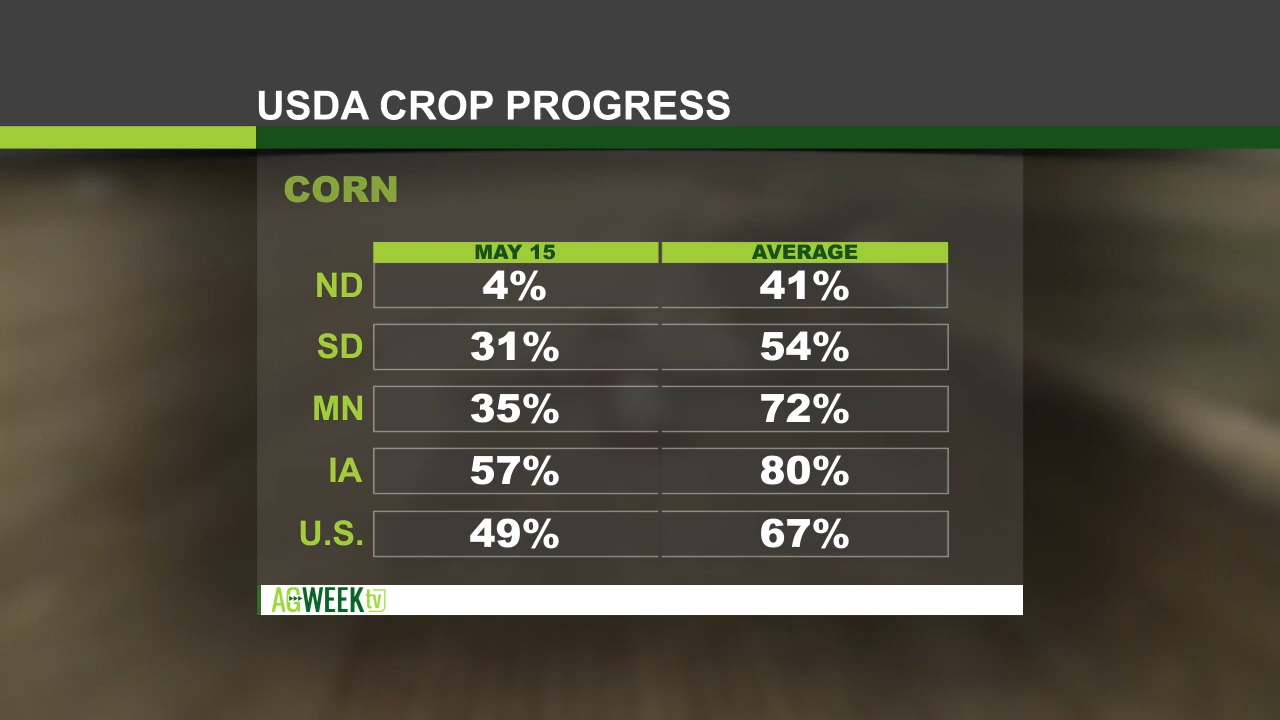 USDA CROP PROGRESS
CORN
MAY 15 AVERAGE
ND 4% 41%
SD 31% 54%
MN 35% 72%
IA 57% 80%
U.S. 49% 67%
AGWEEK tv